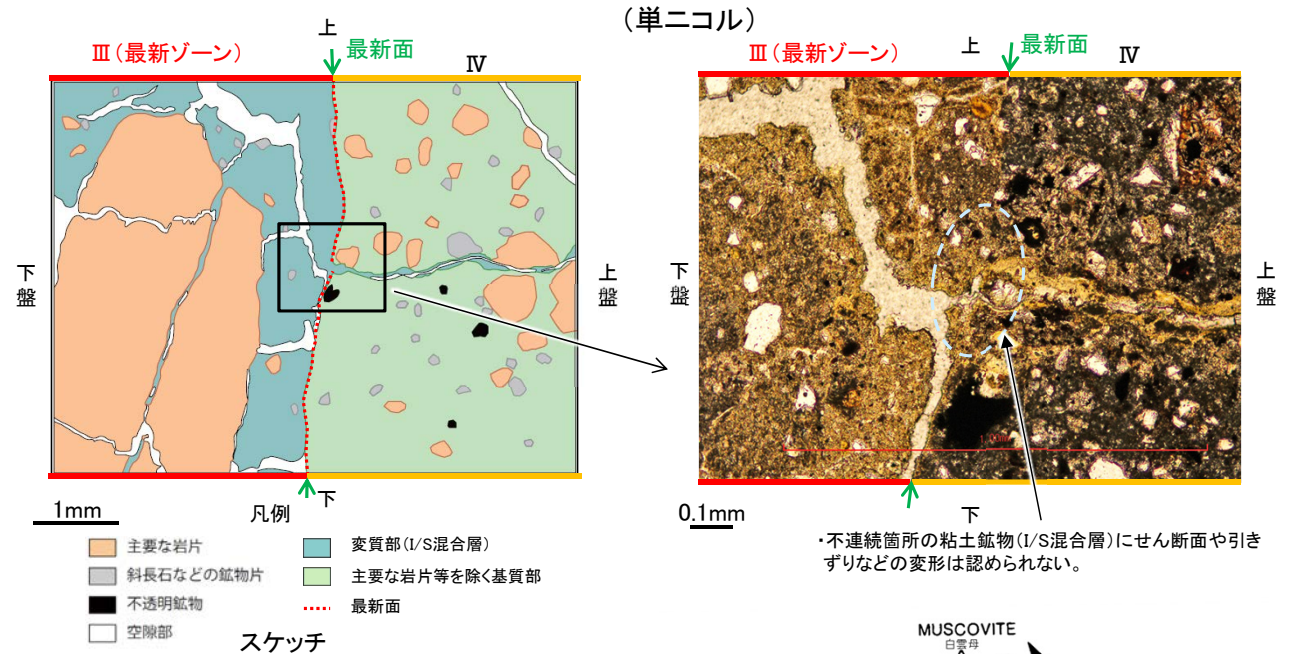 (単ニコル)
Ⅲ(最新ゾーン)
上
最新面
Ⅳ
下盤
上盤
下
1mm
凡例
主要な岩片
斜長石などの鉱物片
不透明鉱物
空隙部
変質部(I/S混合層)
主要な岩片等を除く基質部
最新面
スケッチ
Ⅲ(最新ゾーン)
上
最新面
Ⅳ
下盤
上盤
下
0.1mm
・不連続箇所の粘土鉱物(I/S混合層)にせん断面や引き
ずりなどの変形は認められない。
MUSCOVITE
白雲母